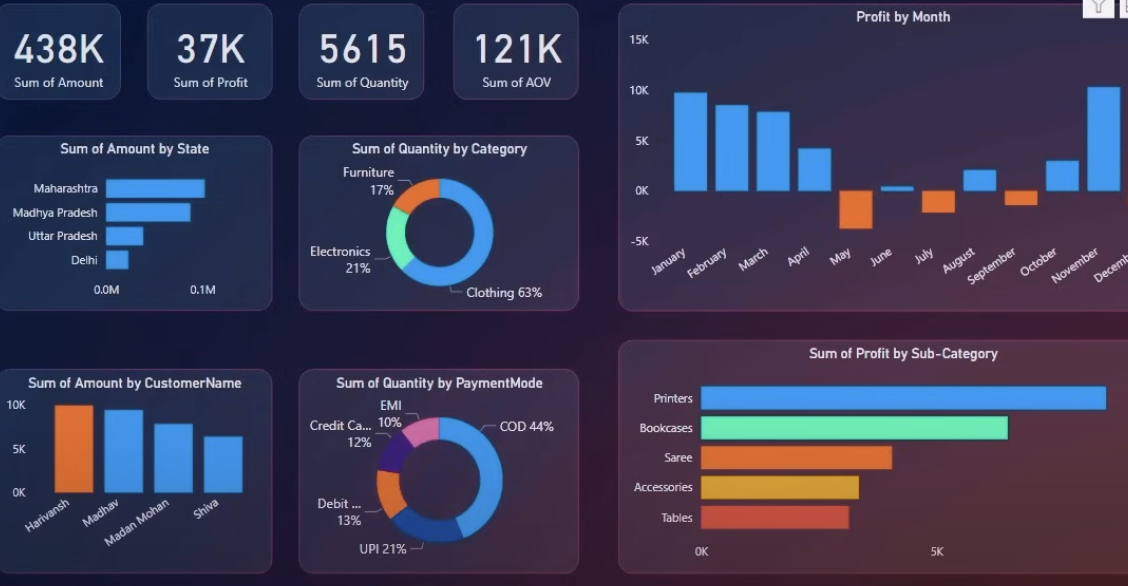 438K
Sum of Amount
37K
Sum of Profit
5615
Sum of Quantity
121K
Sum of AOV
Profit by Month
15K
10K
5K
0K
-5K
January
February
March
April
May
June
July
August
September
October
November
Decemb
Sum of Amount by State
Maharashtra
Madhya Pradesh
Uttar Pradesh
Delhi
0.0M
0.1M
Sum of Quantity by Category
Furniture
17%
Electronics
21%
Clothing 63%
Sum of Amount by CustomerName
10K
5K
0K
Harivansh
Madhav
Madan Mohan
Shiva
Sum of Quantity by PaymentMode
EMI
10%
Credit Ca...
12%
COD 44%
Debit ...
13%
UPI 21%
Sum of Profit by Sub-Category
Printers
Bookcases
Saree
Accessories
Tables
0K
5K